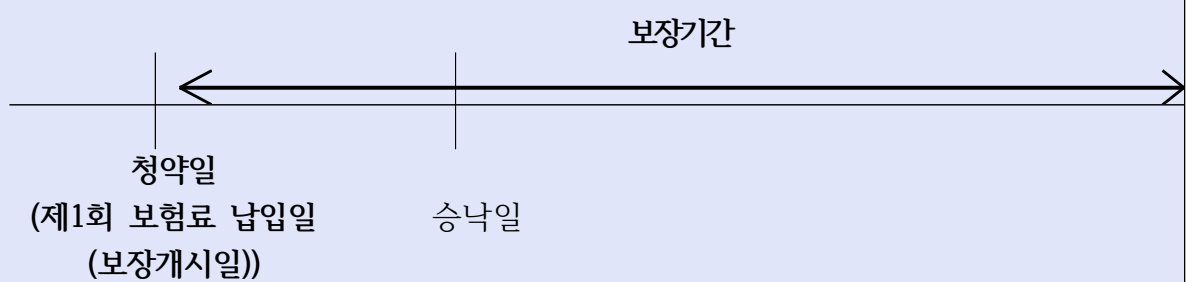 보장기간
청약일
(제1회 보험료 납입일
(보장개시일))
승낙일